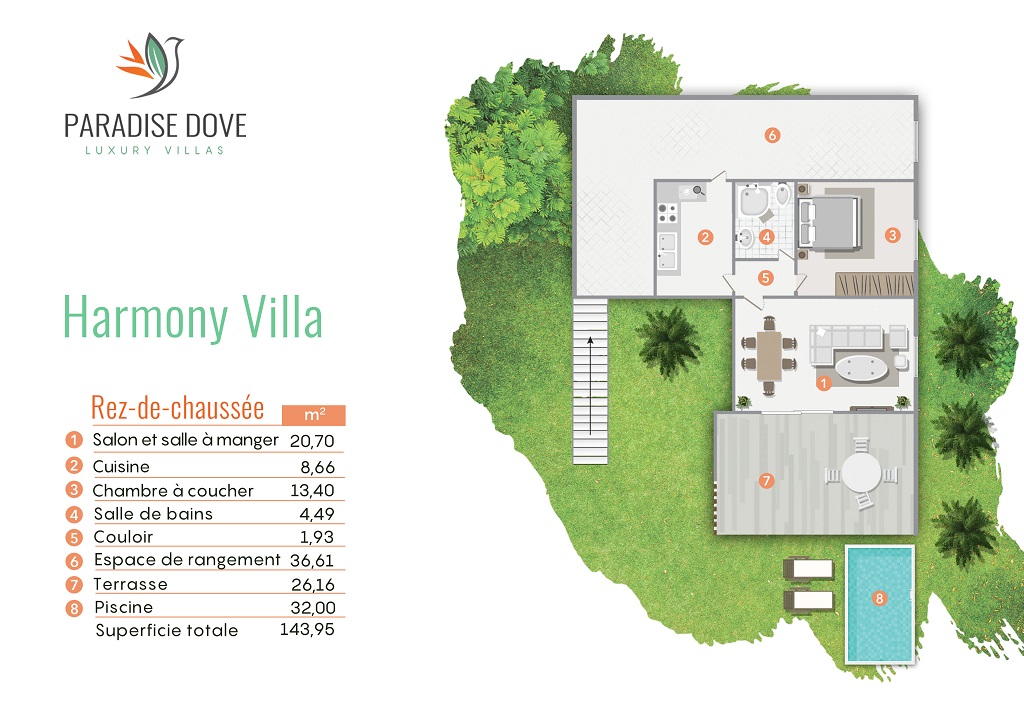 PARADISE DOVE
LUXURY VILLAS
Harmony Villa
Rez-de-chaussée m²
1 Salon et salle à manger 20,70
2 Cuisine 8,66
3 Chambre à coucher 13,40
4 Salle de bains 4,49
5 Couloir 1,93
6 Espace de rangement 36,61
7 Terrasse 26,16
8 Piscine 32,00
Superficie totale 143,95
6
2
4
3
5
1
7
8